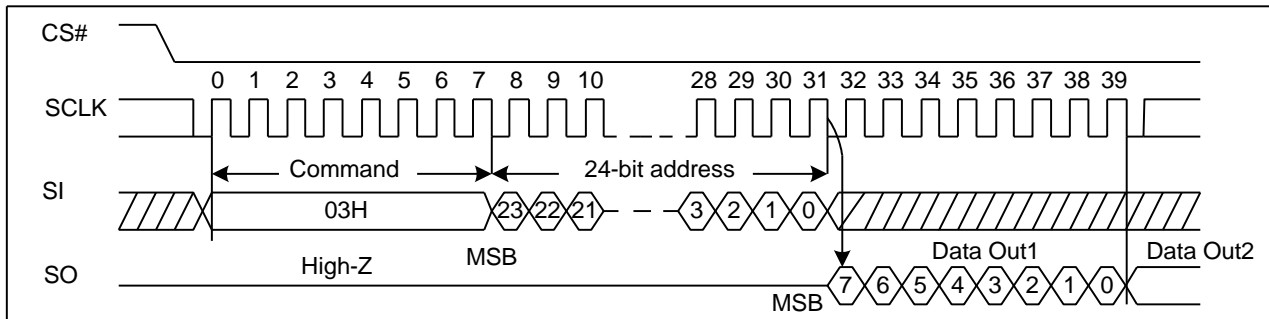 CS#
0 1 2 3 4 5 6 7 8 9 10 28 29 30 31 32 33 34 35 36 37 38 39
SCLK
Command 24-bit address
SI
03H 23 22 21 3 2 1 0
High-Z MSB Data Out1 Data Out2
SO
MSB 7 6 5 4 3 2 1 0